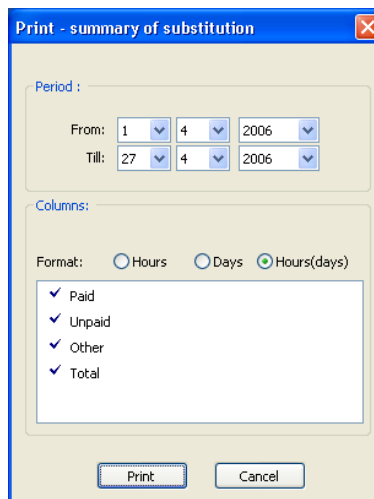 Print - summary of substitution
Period :
From: 1 4 2006
Till: 27 4 2006
Columns:
Format: Hours Days Hours(days)
Paid
Unpaid
Other
Total
Print Cancel